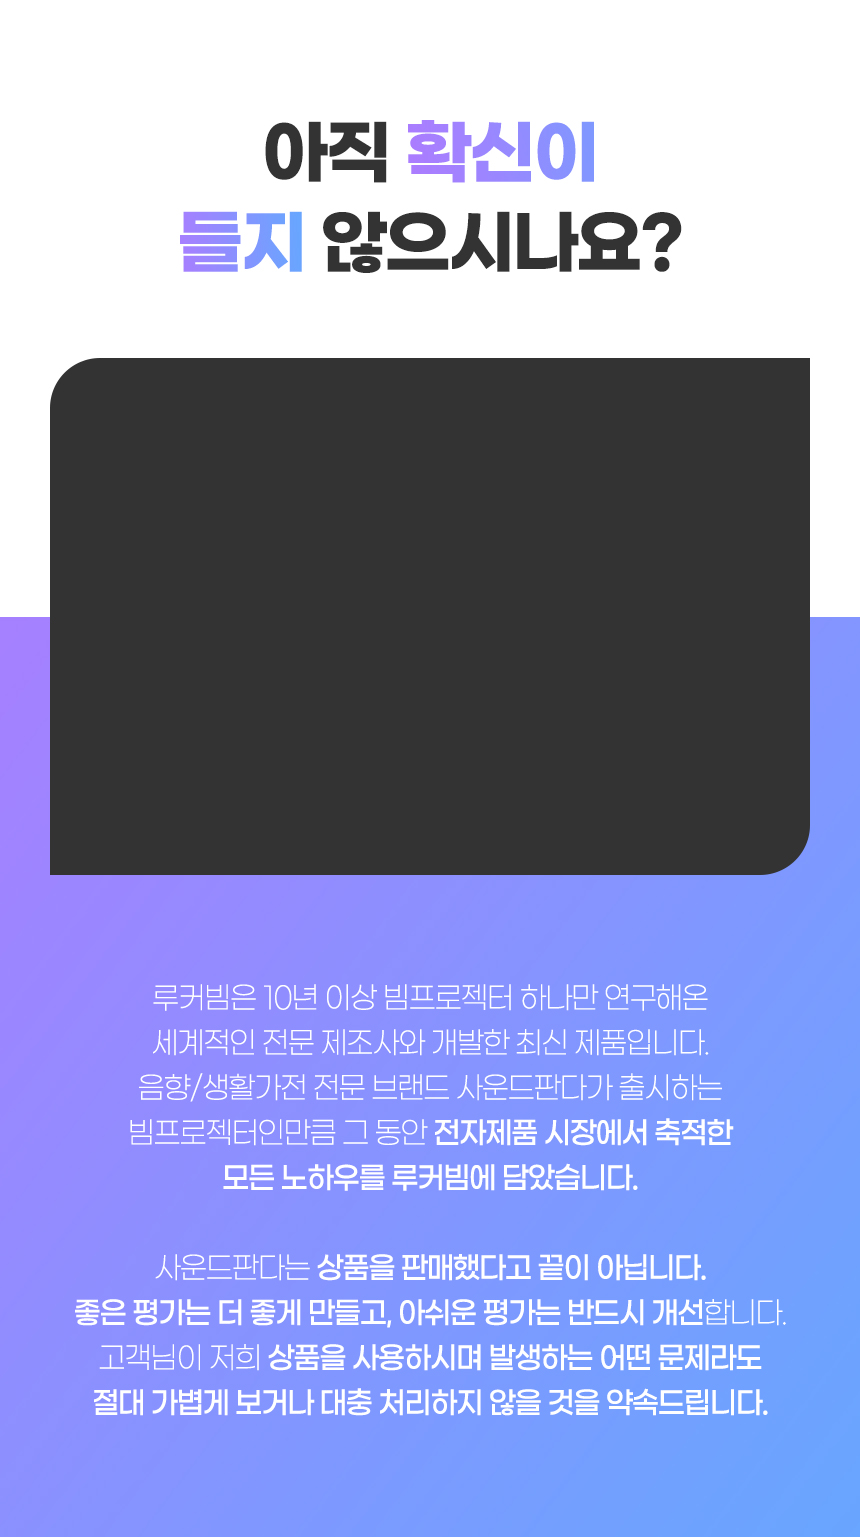 아직 확신이
들지 않으시나요?
루커빔은 10년 이상 빔프로젝터 하나만 연구해온
세계적인 전문 제조사와 개발한 최신 제품입니다.
음향/생활가전 전문 브랜드 사운드판다가 출시하는
빔프로젝터인만큼 그 동안 전자제품 시장에서 축적한
모든 노하우를 루커빔에 담았습니다.
사운드판다는 상품을 판매했다고 끝이 아닙니다.
좋은 평가는 더 좋게 만들고, 아쉬운 평가는 반드시 개선합니다.
고객님이 저희 상품을 사용하시며 발생하는 어떤 문제라도
절대 가볍게 보거나 대충 처리하지 않을 것을 약속드립니다.